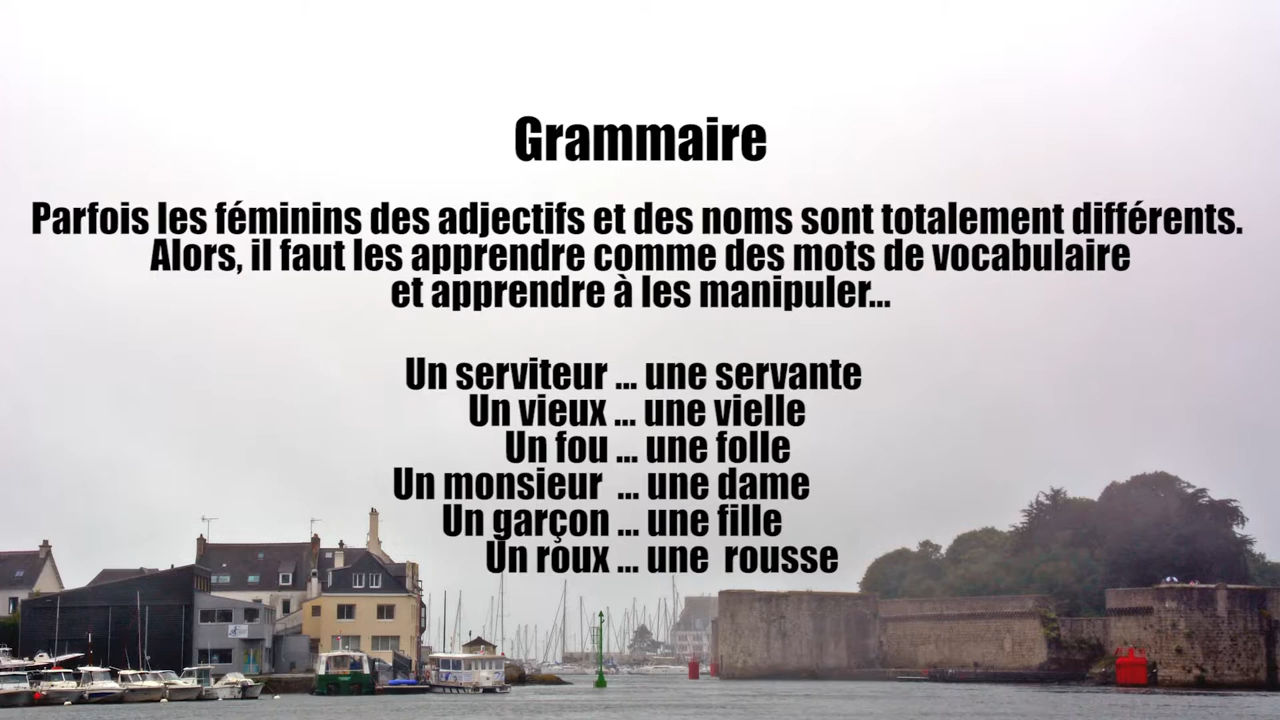 Grammaire
Parfois les féminins des adjectifs et des noms sont totalement différents.
Alors, il faut les apprendre comme des mots de vocabulaire
et apprendre à les manipuler...
Un serviteur ... une servante
Un vieux ... une vielle
Un fou ... une folle
Un monsieur ... une dame
Un garçon ... une fille
Un roux ... une rousse